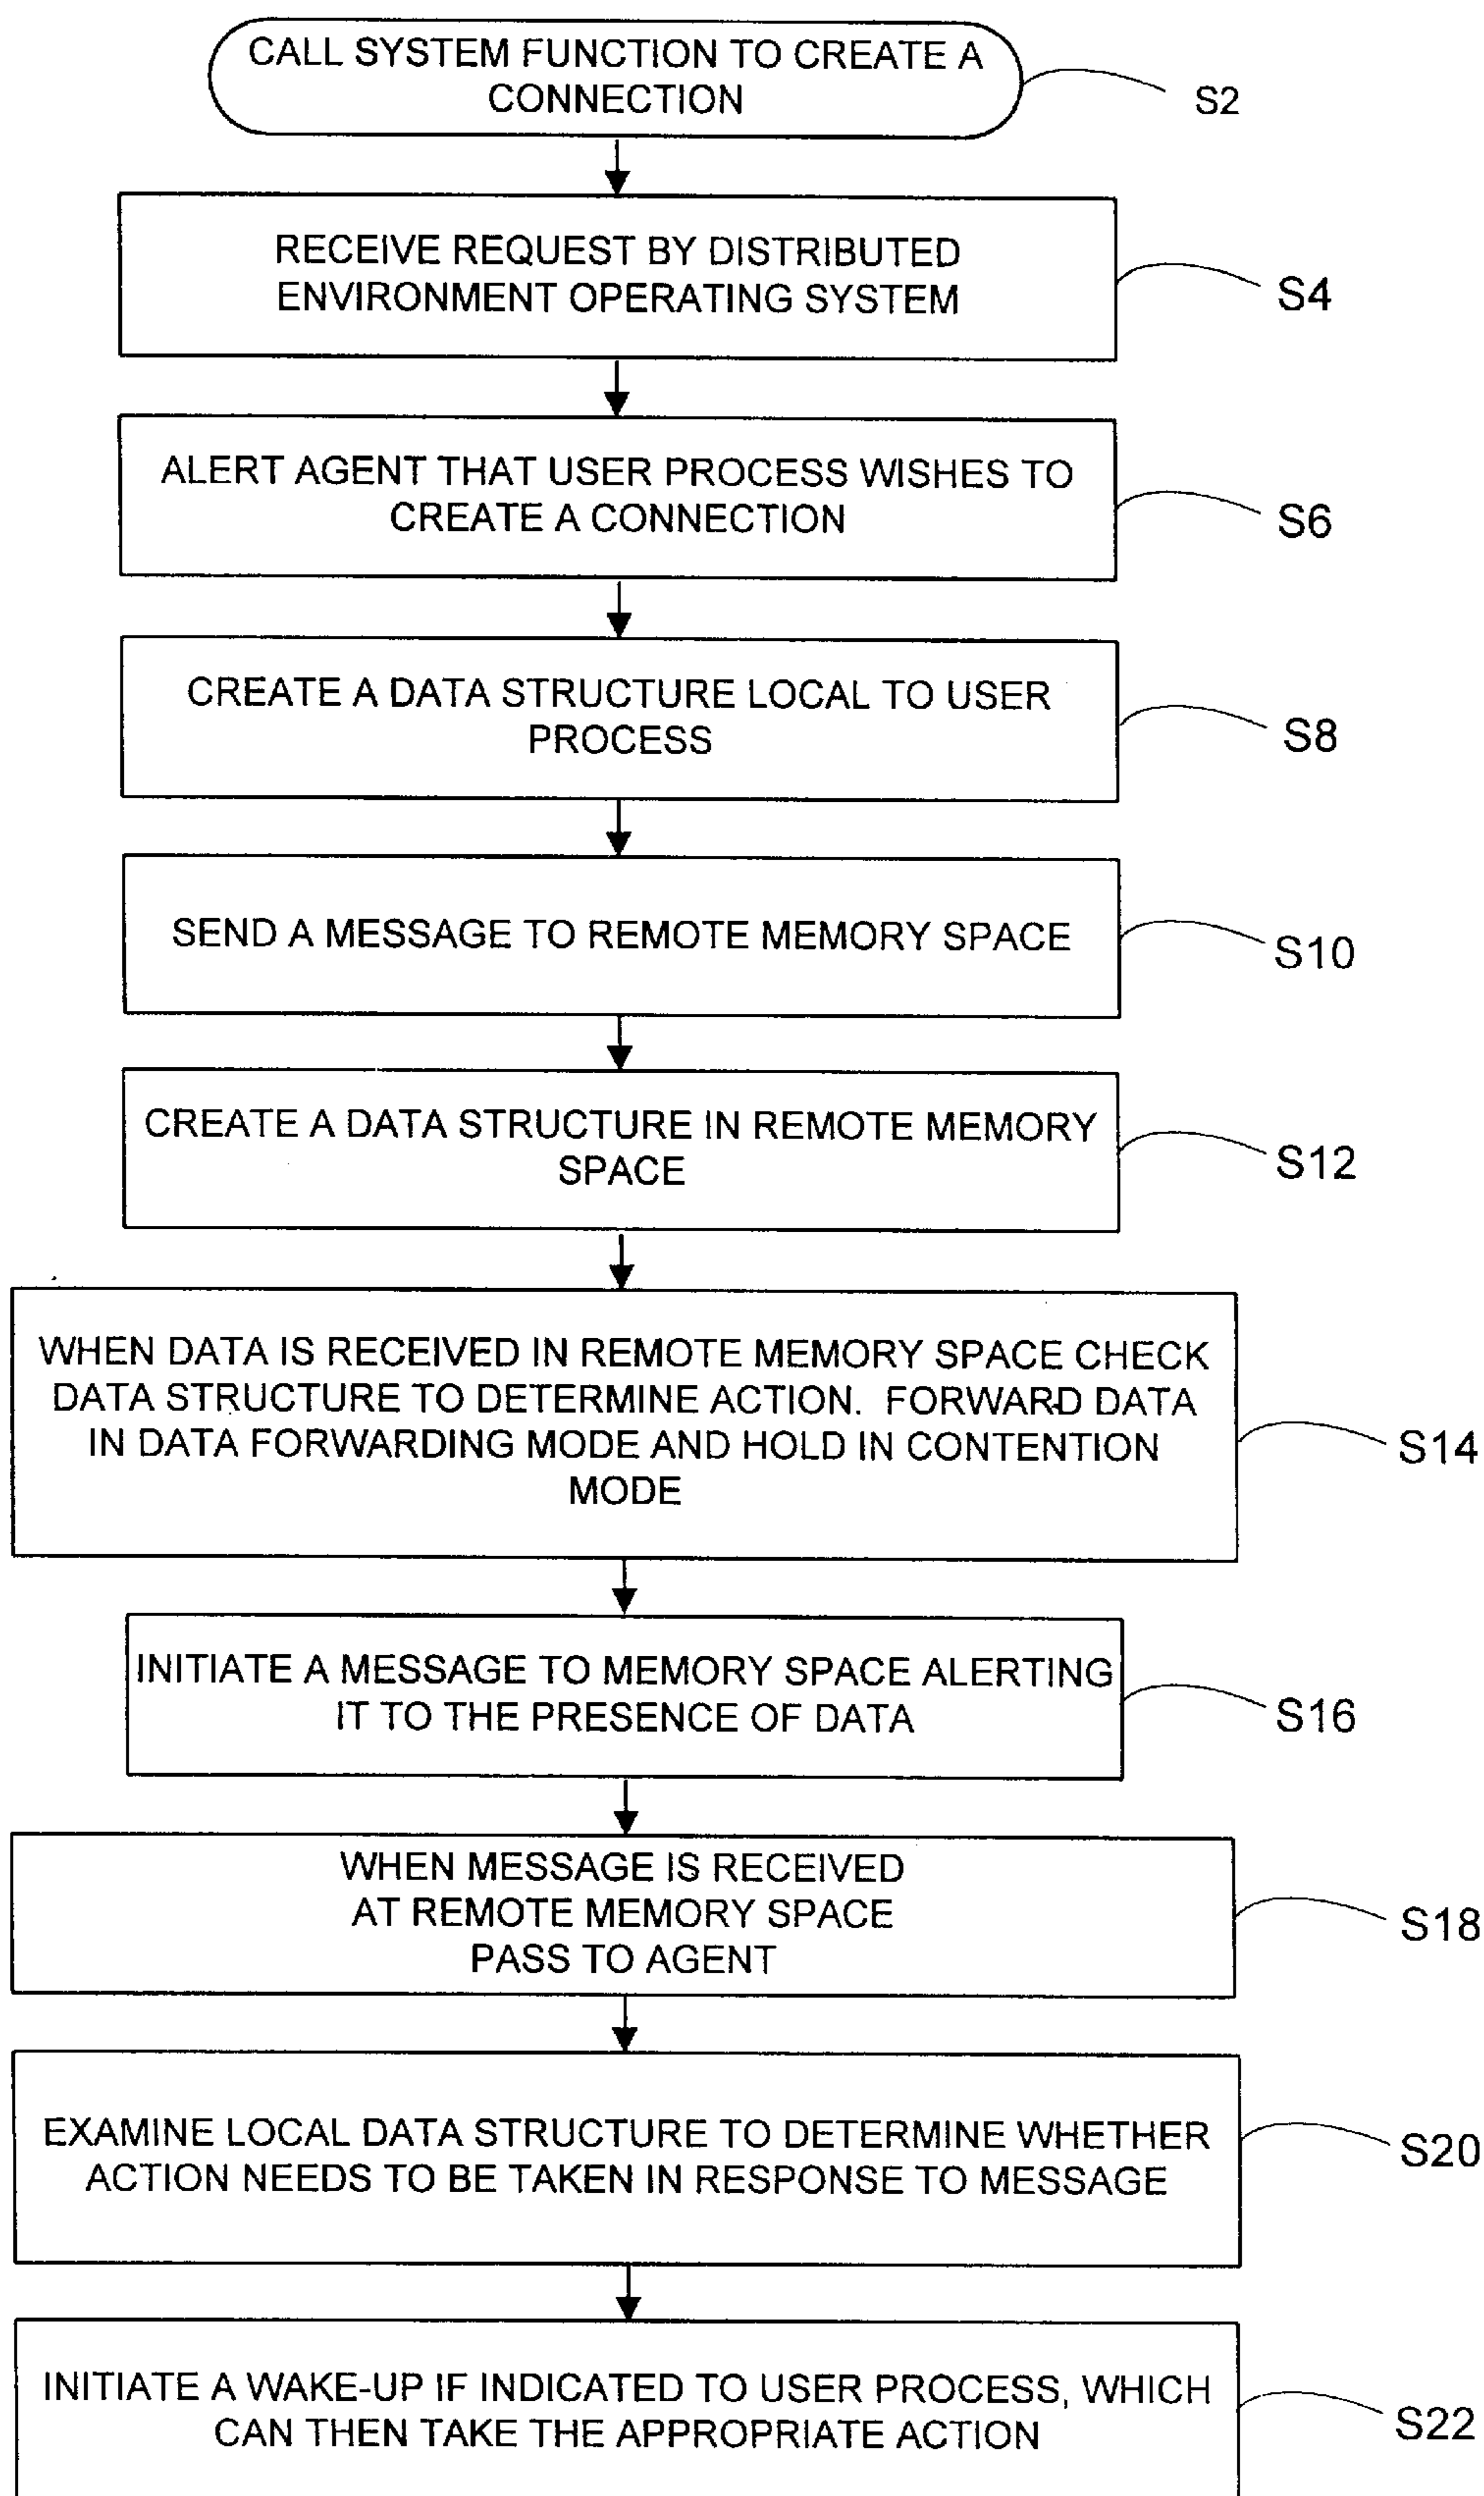 CALL SYSTEM FUNCTION TO CREATE A
CONNECTION
S2
RECEIVE REQUEST BY DISTRIBUTED
ENVIRONMENT OPERATING SYSTEM
S4
ALERT AGENT THAT USER PROCESS WISHES TO
CREATE A CONNECTION
S6
CREATE A DATA STRUCTURE LOCAL TO USER
PROCESS
S8
SEND A MESSAGE TO REMOTE MEMORY SPACE
S10
CREATE A DATA STRUCTURE IN REMOTE MEMORY
SPACE
S12
WHEN DATA IS RECEIVED IN REMOTE MEMORY SPACE CHECK
DATA STRUCTURE TO DETERMINE ACTION. FORWARD DATA
IN DATA FORWARDING MODE AND HOLD IN CONTENTION
MODE
S14
INITIATE A MESSAGE TO MEMORY SPACE ALERTING
IT TO THE PRESENCE OF DATA
S16
WHEN MESSAGE IS RECEIVED
AT REMOTE MEMORY SPACE
PASS TO AGENT
S18
EXAMINE LOCAL DATA STRUCTURE TO DETERMINE WHETHER
ACTION NEEDS TO BE TAKEN IN RESPONSE TO MESSAGE
S20
INITIATE A WAKE-UP IF INDICATED TO USER PROCESS, WHICH
CAN THEN TAKE THE APPROPRIATE ACTION
S22